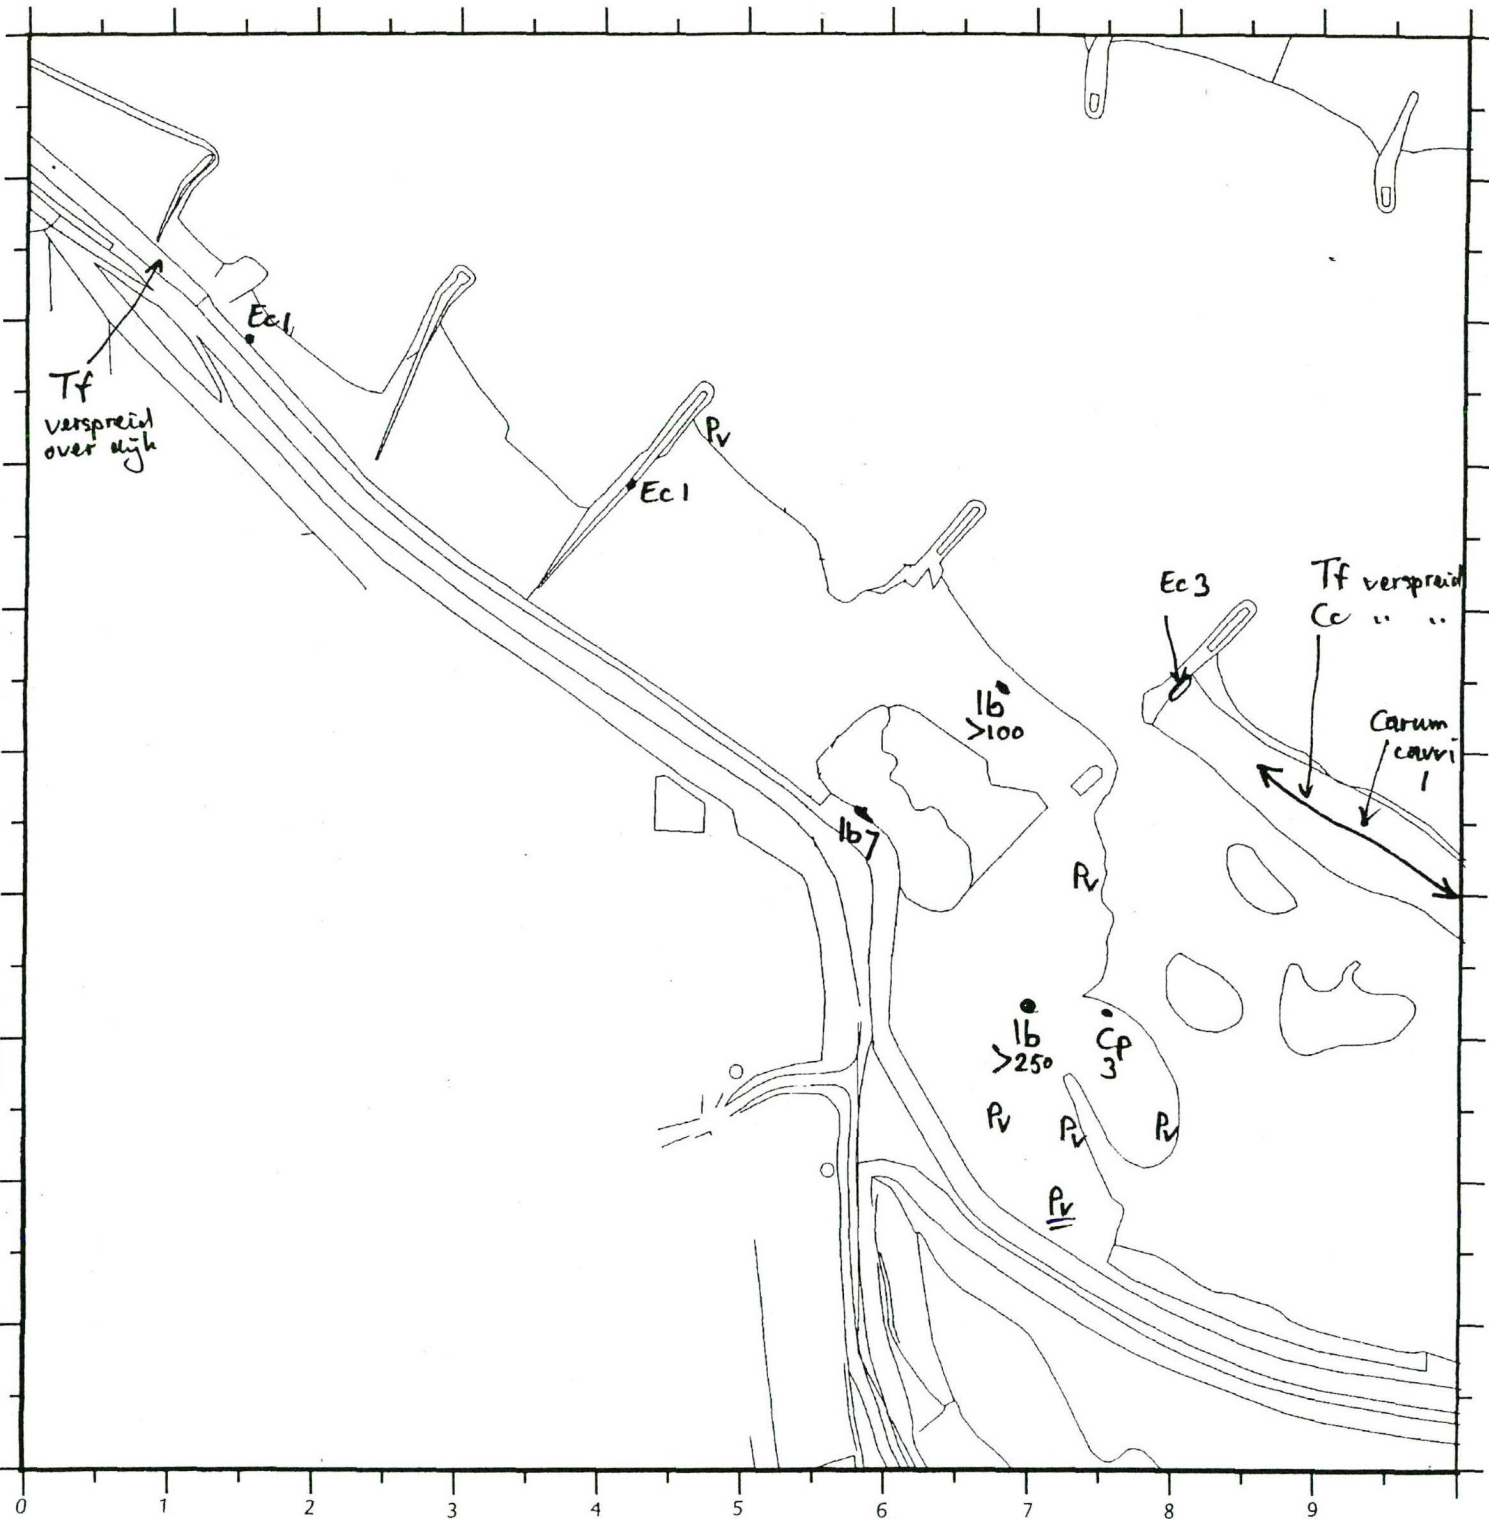 Ec1
Tf
verspreid
over dijk
Pv
Ec1
Ec3
Tf verspreid
Cc " "
Ib
>100
Carum
carvi
1
Ib7
Pv
Ib
>250
Cp
3
Pv
Pv
Pv
Pv
0 1 2 3 4 5 6 7 8 9